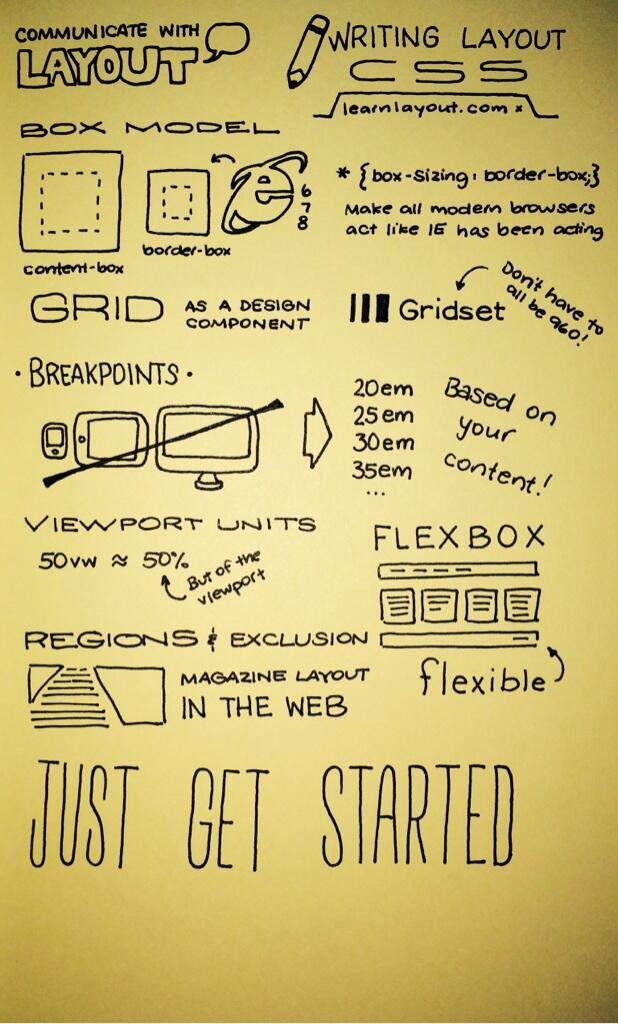 COMMUNICATE WITH
LAYOUT
WRITING LAYOUT
CSS
learnlayout.com x
BOX MODEL
content-box
border-box
e
6
7
8
* {box-sizing: border-box;}
Make all modern browsers
act like IE has been acting
GRID
AS A DESIGN
COMPONENT
Gridset
Don't have to
all be 960!
• BREAKPOINTS •
20em
25em
30em
35em
...
Based on
your
content!
VIEWPORT UNITS
50vw ≈ 50%
But of the
viewport
FLEXBOX
flexible
REGIONS & EXCLUSION
MAGAZINE LAYOUT
IN THE WEB
JUST GET STARTED